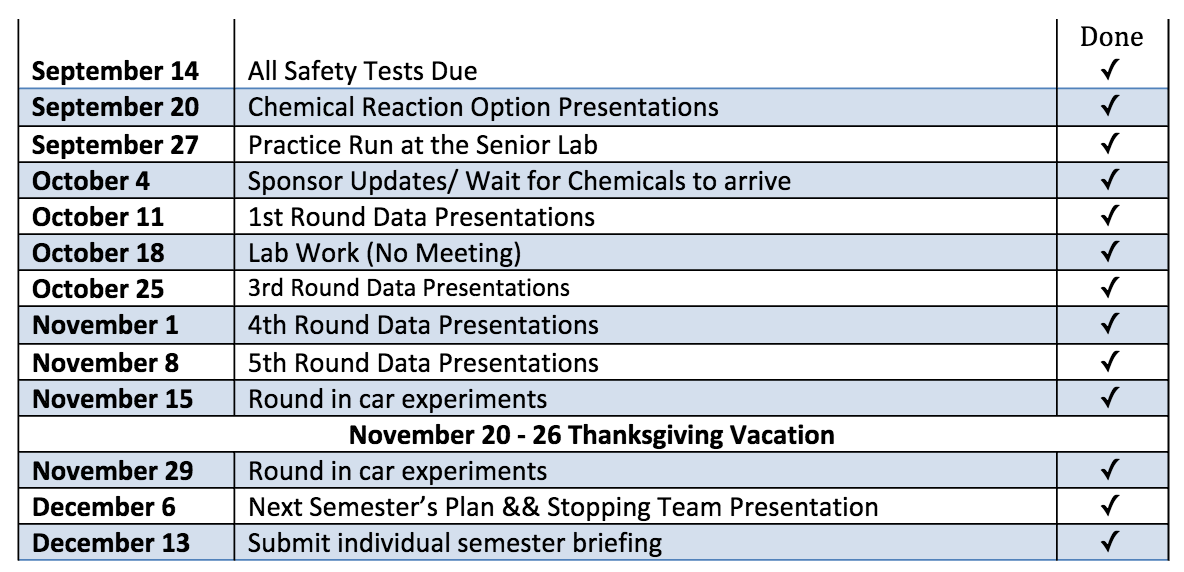 Done
September 14 All Safety Tests Due ✓
September 20 Chemical Reaction Option Presentations ✓
September 27 Practice Run at the Senior Lab ✓
October 4 Sponsor Updates/ Wait for Chemicals to arrive ✓
October 11 1st Round Data Presentations ✓
October 18 Lab Work (No Meeting) ✓
October 25 3rd Round Data Presentations ✓
November 1 4th Round Data Presentations ✓
November 8 5th Round Data Presentations ✓
November 15 Round in car experiments ✓
November 20 - 26 Thanksgiving Vacation
November 29 Round in car experiments ✓
December 6 Next Semester’s Plan && Stopping Team Presentation ✓
December 13 Submit individual semester briefing ✓